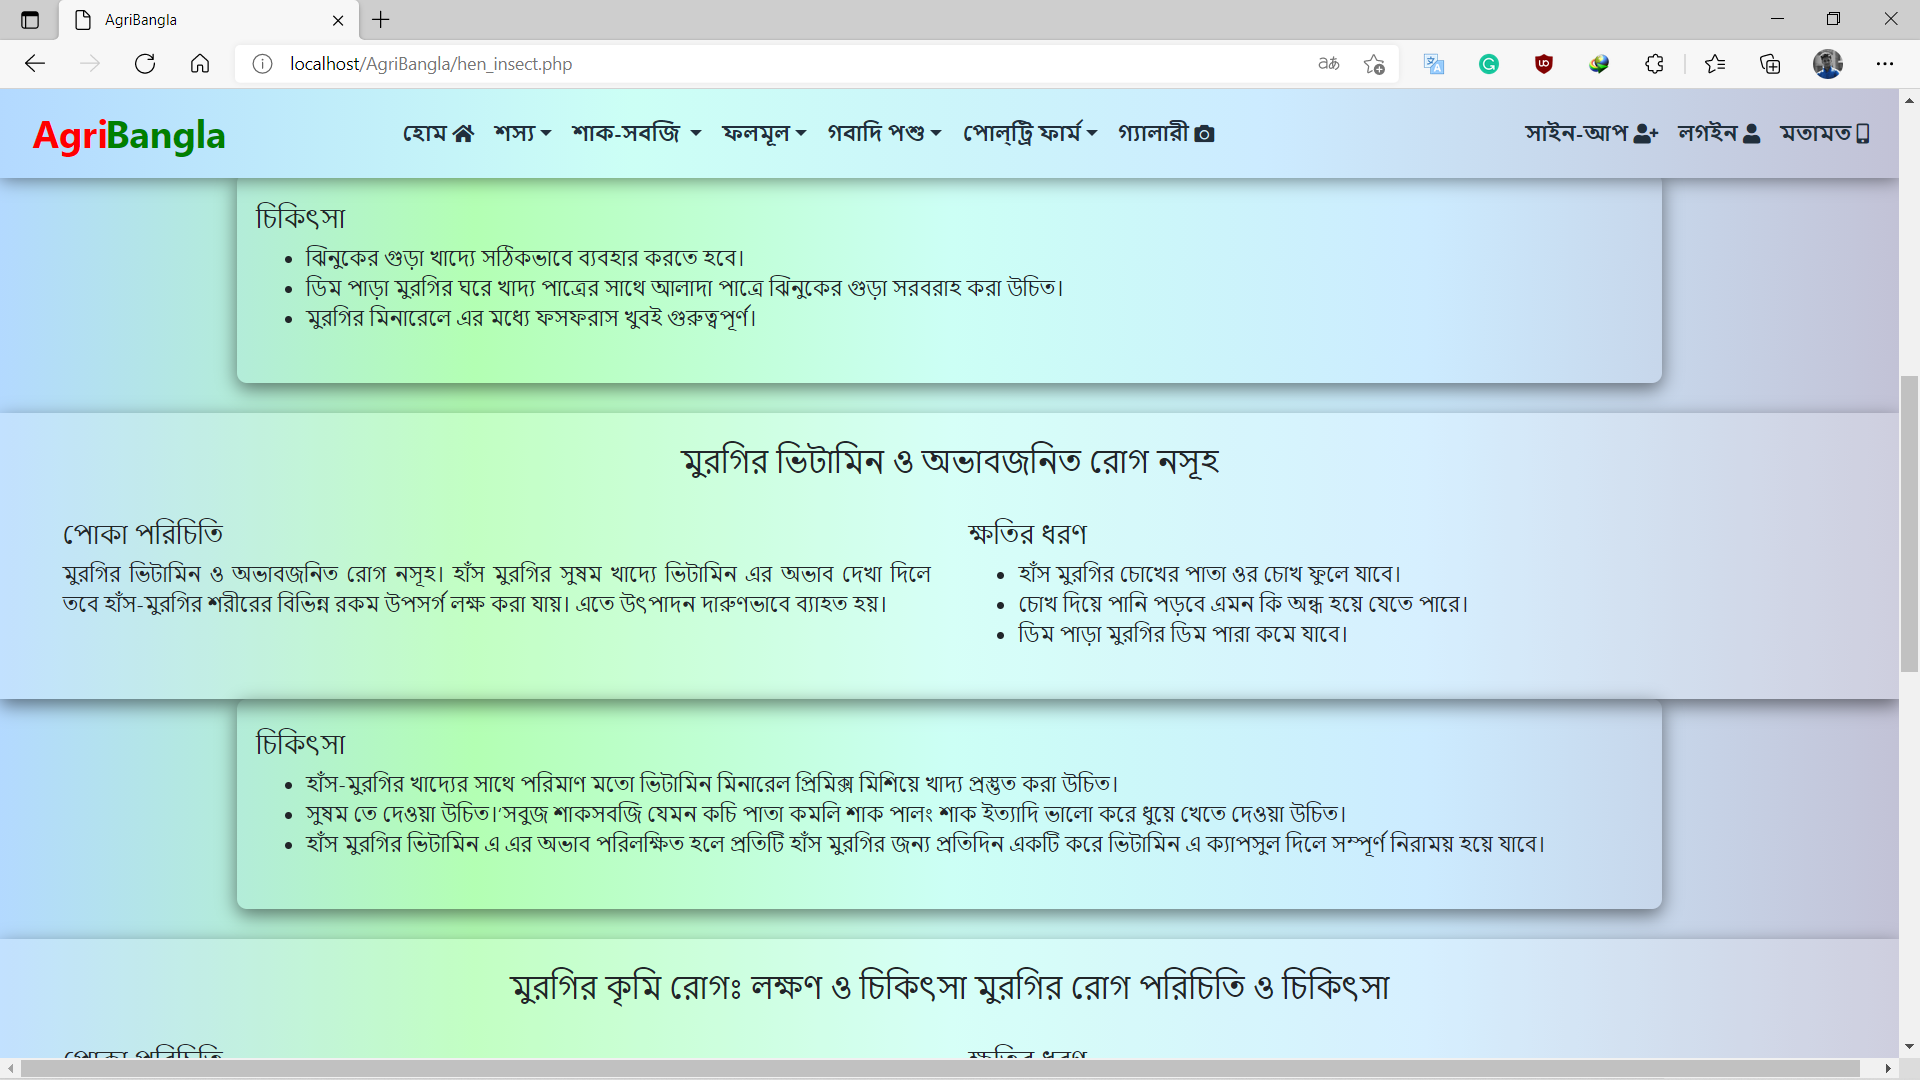 AgriBangla
localhost/AgriBangla/hen_insect.php
AgriBangla
হোম শস্য শাক-সবজি ফলমূল গবাদি পশু পোল্ট্রি ফার্ম গ্যালারী সাইন-আপ লগইন মতামত
চিকিৎসা
ঝিনুকের গুড়া খাদ্যে সঠিকভাবে ব্যবহার করতে হবে।
ডিম পাড়া মুরগির ঘরে খাদ্য পাত্রের সাথে আলাদা পাত্রে ঝিনুকের গুড়া সরবরাহ করা উচিত।
মুরগির মিনারেলে এর মধ্যে ফসফরাস খুবই গুরুত্বপূর্ণ।
মুরগির ভিটামিন ও অভাবজনিত রোগ নসূহ
পোকা পরিচিতি
মুরগির ভিটামিন ও অভাবজনিত রোগ নসূহ। হাঁস মুরগির সুষম খাদ্যে ভিটামিন এর অভাব দেখা দিলে
তবে হাঁস-মুরগির শরীরের বিভিন্ন রকম উপসর্গ লক্ষ করা যায়। এতে উৎপাদন দারুণভাবে ব্যাহত হয়।
ক্ষতির ধরণ
হাঁস মুরগির চোখের পাতা ওর চোখ ফুলে যাবে।
চোখ দিয়ে পানি পড়বে এমন কি অন্ধ হয়ে যেতে পারে।
ডিম পাড়া মুরগির ডিম পারা কমে যাবে।
চিকিৎসা
হাঁস-মুরগির খাদ্যের সাথে পরিমাণ মতো ভিটামিন মিনারেল প্রিমিক্স মিশিয়ে খাদ্য প্রস্তুত করা উচিত।
সুষম তে দেওয়া উচিত।‘সবুজ শাকসবজি যেমন কচি পাতা কমলি শাক পালং শাক ইত্যাদি ভালো করে ধুয়ে খেতে দেওয়া উচিত।
হাঁস মুরগির ভিটামিন এ এর অভাব পরিলক্ষিত হলে প্রতিটি হাঁস মুরগির জন্য প্রতিদিন একটি করে ভিটামিন এ ক্যাপসুল দিলে সম্পূর্ণ নিরাময় হয়ে যাবে।
মুরগির কৃমি রোগঃ লক্ষণ ও চিকিৎসা মুরগির রোগ পরিচিতি ও চিকিৎসা
পোকা পরিচিতি
ক্ষতির ধরণ